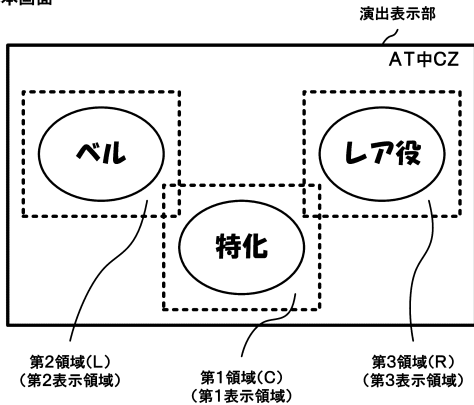 本画面
演出表示部
AT中CZ
ベル
レア役
特化
第2領域(L)
(第2表示領域)
第1領域(C)
(第1表示領域)
第3領域(R)
(第3表示領域)